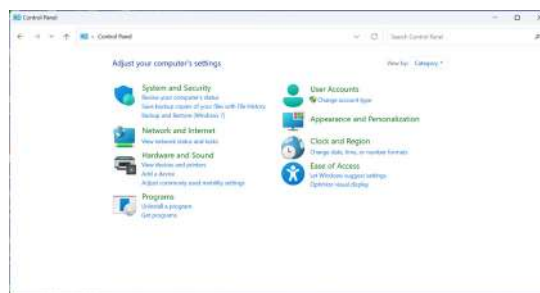 Control Panel
Control Panel
Search Control Panel
Adjust your computer's settings
View by: Category
System and Security
Review your computer's status
Save backup copies of your files with File History
Backup and Restore (Windows 7)
Network and Internet
View network status and tasks
Hardware and Sound
View devices and printers
Add a device
Adjust commonly used mobility settings
Programs
Uninstall a program
Get programs
User Accounts
Change account type
Appearance and Personalization
Clock and Region
Change date, time, or number formats
Ease of Access
Let Windows suggest settings
Optimize visual display